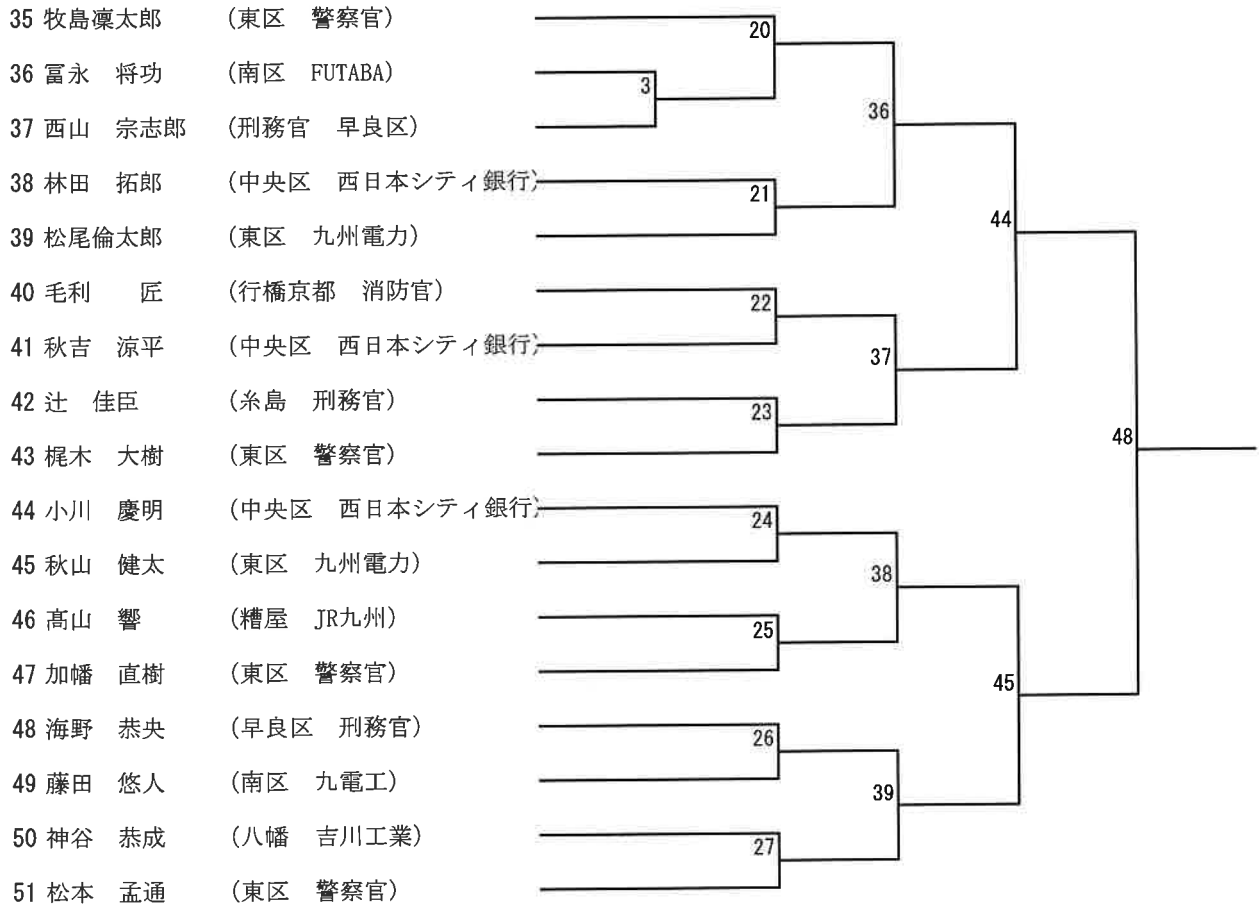 35 牧島凛太郎 (東区 警察官)
20
36 冨永 将功 (南区 FUTABA)
3
36
37 西山 宗志郎 (刑務官 早良区)
38 林田 拓郎 (中央区 西日本シティ銀行)
21
44
39 松尾倫太郎 (東区 九州電力)
40 毛利 匠 (行橋京都 消防官)
22
41 秋吉 涼平 (中央区 西日本シティ銀行)
37
42 辻 佳臣 (糸島 刑務官)
23
48
43 梶木 大樹 (東区 警察官)
44 小川 慶明 (中央区 西日本シティ銀行)
24
45 秋山 健太 (東区 九州電力)
38
46 髙山 響 (糟屋 JR九州)
25
47 加幡 直樹 (東区 警察官)
45
48 海野 恭央 (早良区 刑務官)
26
49 藤田 悠人 (南区 九電工)
39
50 神谷 恭成 (八幡 吉川工業)
27
51 松本 孟通 (東区 警察官)